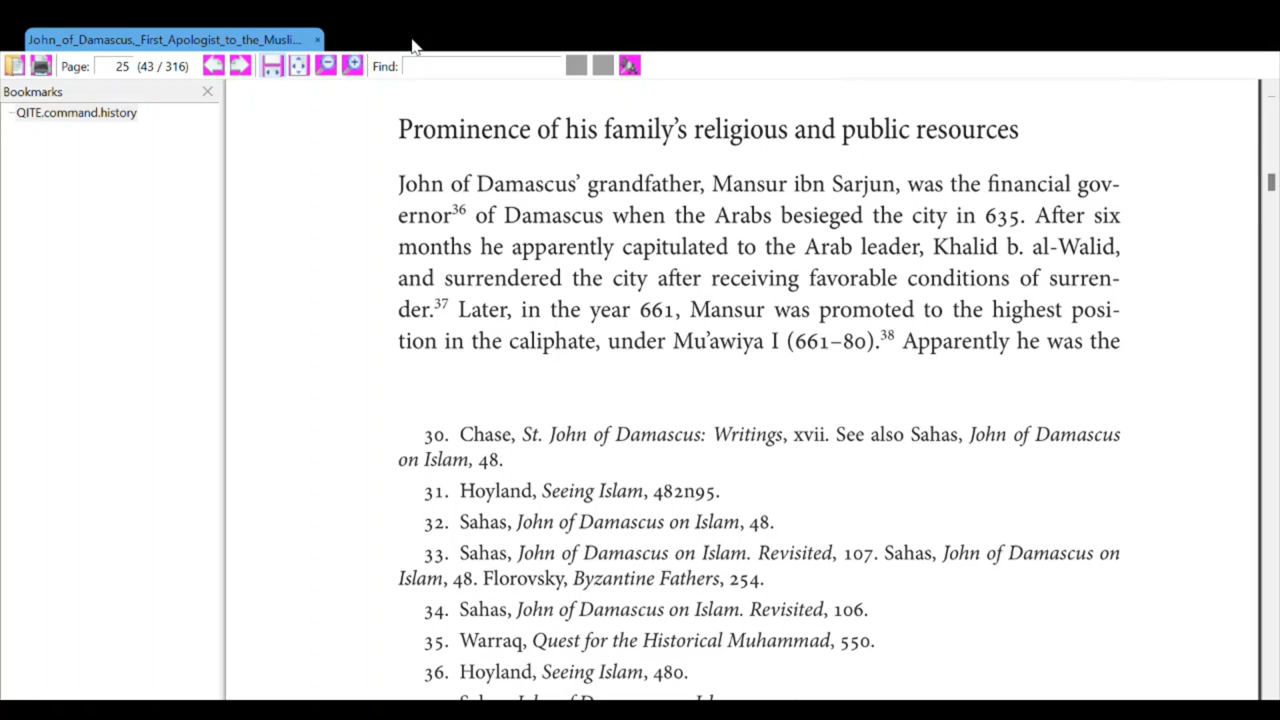 John_of_Damascus,_First_Apologist_to_the_Musli... ×
Page: 25 (43 / 316) Find:
Bookmarks
QITE.command.history
Prominence of his family's religious and public resources
John of Damascus' grandfather, Mansur ibn Sarjun, was the financial gov-
ernor36 of Damascus when the Arabs besieged the city in 635. After six
months he apparently capitulated to the Arab leader, Khalid b. al-Walid,
and surrendered the city after receiving favorable conditions of surren-
der.37 Later, in the year 661, Mansur was promoted to the highest posi-
tion in the caliphate, under Mu'awiya I (661–80).38 Apparently he was the
30. Chase, St. John of Damascus: Writings, xvii. See also Sahas, John of Damascus
on Islam, 48.
31. Hoyland, Seeing Islam, 482n95.
32. Sahas, John of Damascus on Islam, 48.
33. Sahas, John of Damascus on Islam. Revisited, 107. Sahas, John of Damascus on
Islam, 48. Florovsky, Byzantine Fathers, 254.
34. Sahas, John of Damascus on Islam. Revisited, 106.
35. Warraq, Quest for the Historical Muhammad, 550.
36. Hoyland, Seeing Islam, 480.